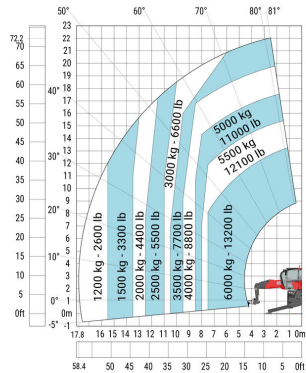 50° 60° 70° 80° 81°
40°
30°
20°
10°
0°
-5°
72.2
70
65
60
55
50
45
40
35
30
25
20
15
10
5
0ft
23
22
21
20
19
18
17
16
15
14
13
12
11
10
9
8
7
6
5
4
3
2
1
0m
-1
1200 kg - 2600 lb
1500 kg - 3300 lb
2000 kg - 4400 lb
2500 kg - 5500 lb
3000 kg - 6600 lb
3500 kg - 7700 lb
4000 kg - 8800 lb
5000 kg
11000 lb
5500 kg
12100 lb
6000 kg - 13200 lb
17.8 16 15 14 13 12 11 10 9 8 7 6 5 4 3 2 1 0m
58.4 50 45 40 35 30 25 20 15 10 5 0ft